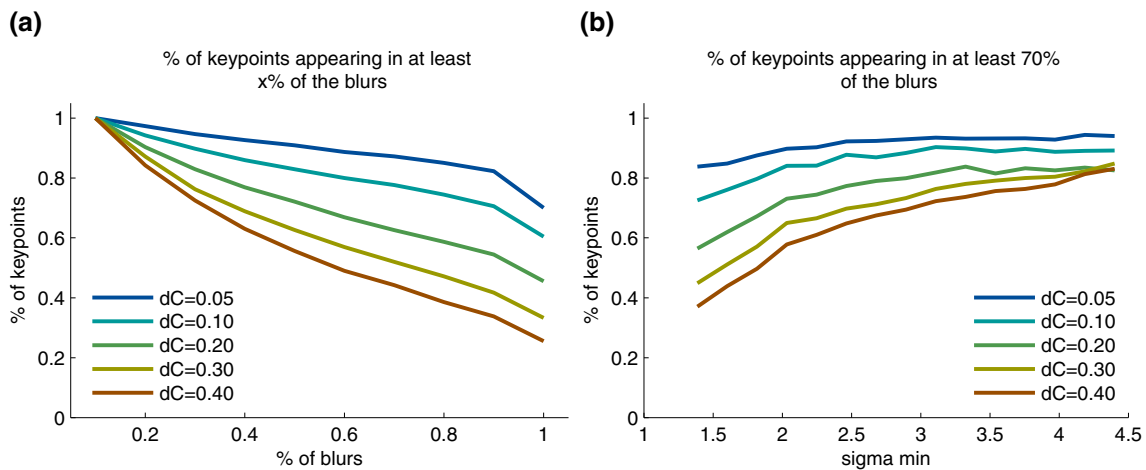 (a)
% of keypoints appearing in at least
x% of the blurs
% of keypoints
1
0.8
0.6
0.4
0.2
0
dC=0.05
dC=0.10
dC=0.20
dC=0.30
dC=0.40
0.2
0.4
0.6
0.8
1
% of blurs
(b)
% of keypoints appearing in at least 70%
of the blurs
% of keypoints
1
0.8
0.6
0.4
0.2
0
dC=0.05
dC=0.10
dC=0.20
dC=0.30
dC=0.40
1
1.5
2
2.5
3
3.5
4
4.5
sigma min